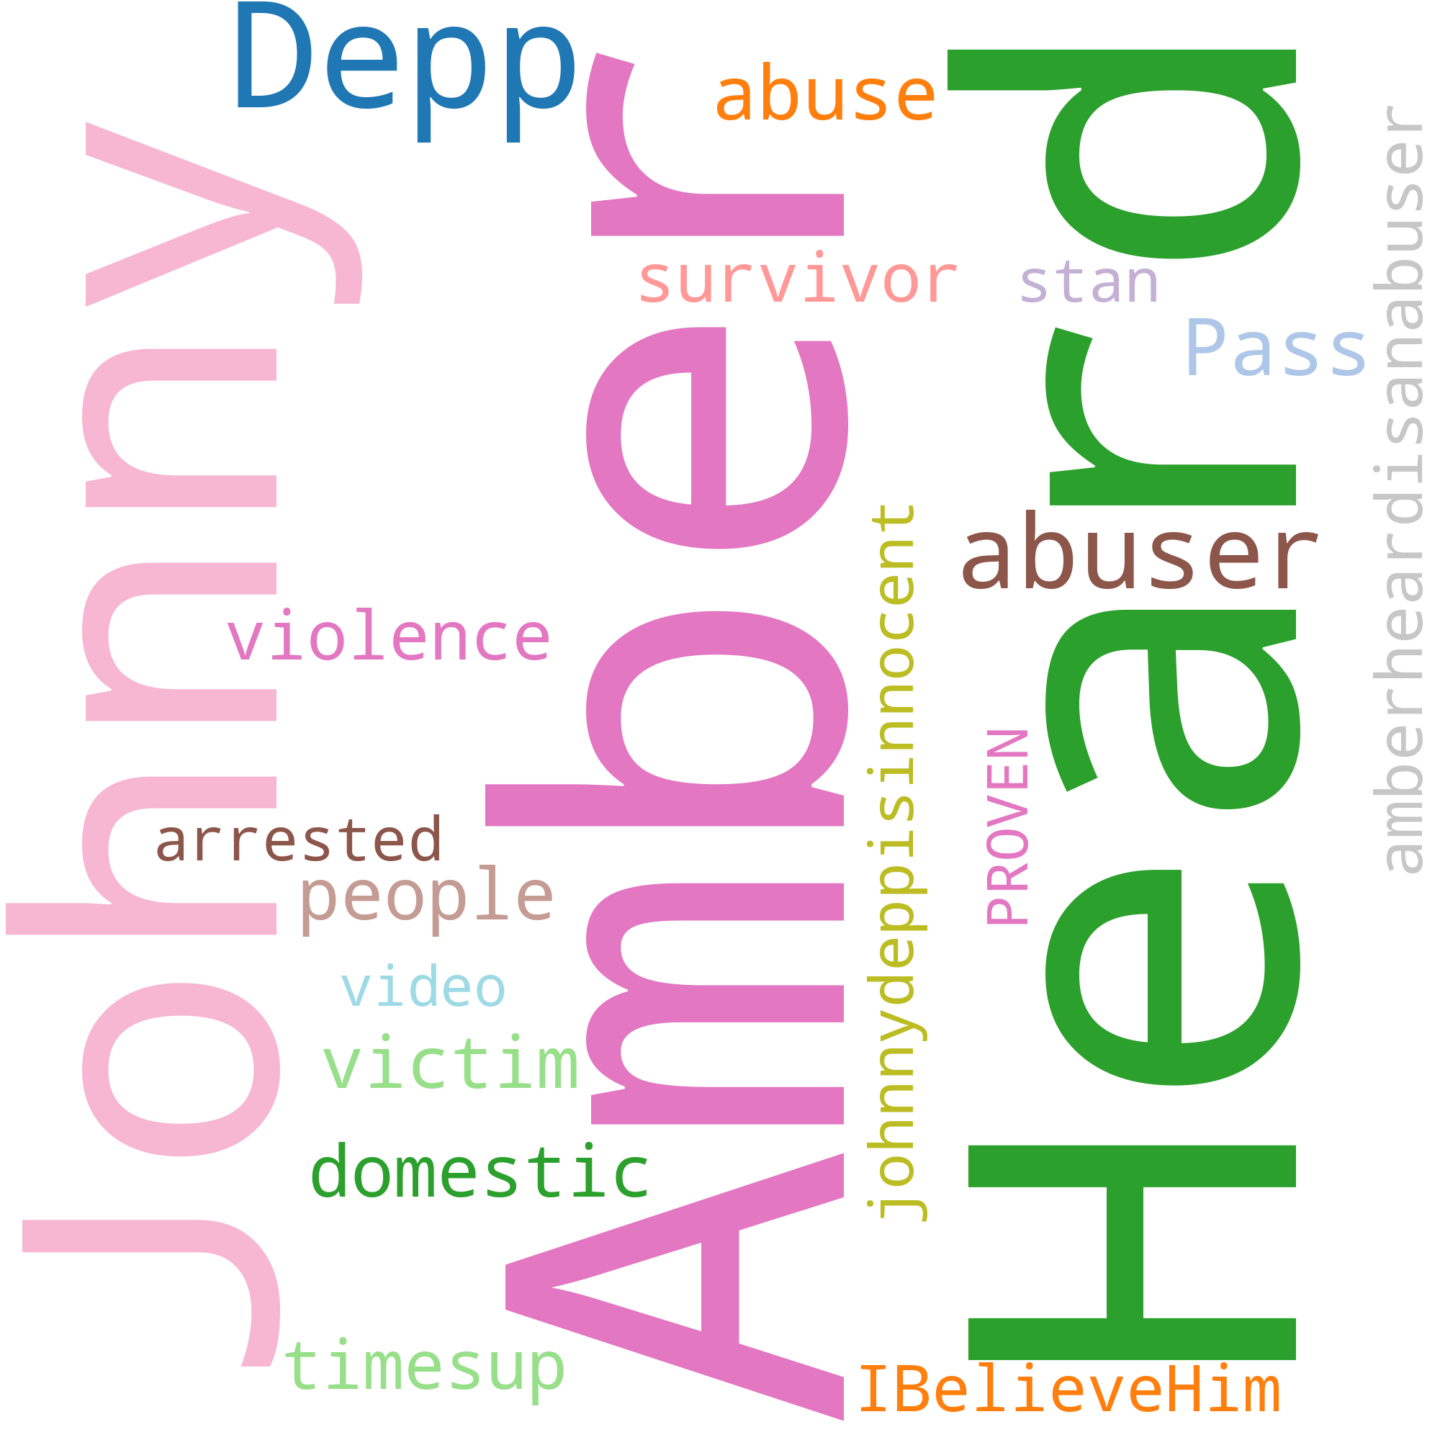 Depp
abuse
Johnny
Amber
Heard
survivor
stan
Pass
amberheardisanabuser
abuser
johnnydeppisinnocent
violence
PROVEN
arrested
people
video
victim
domestic
timesup
IBelieveHim